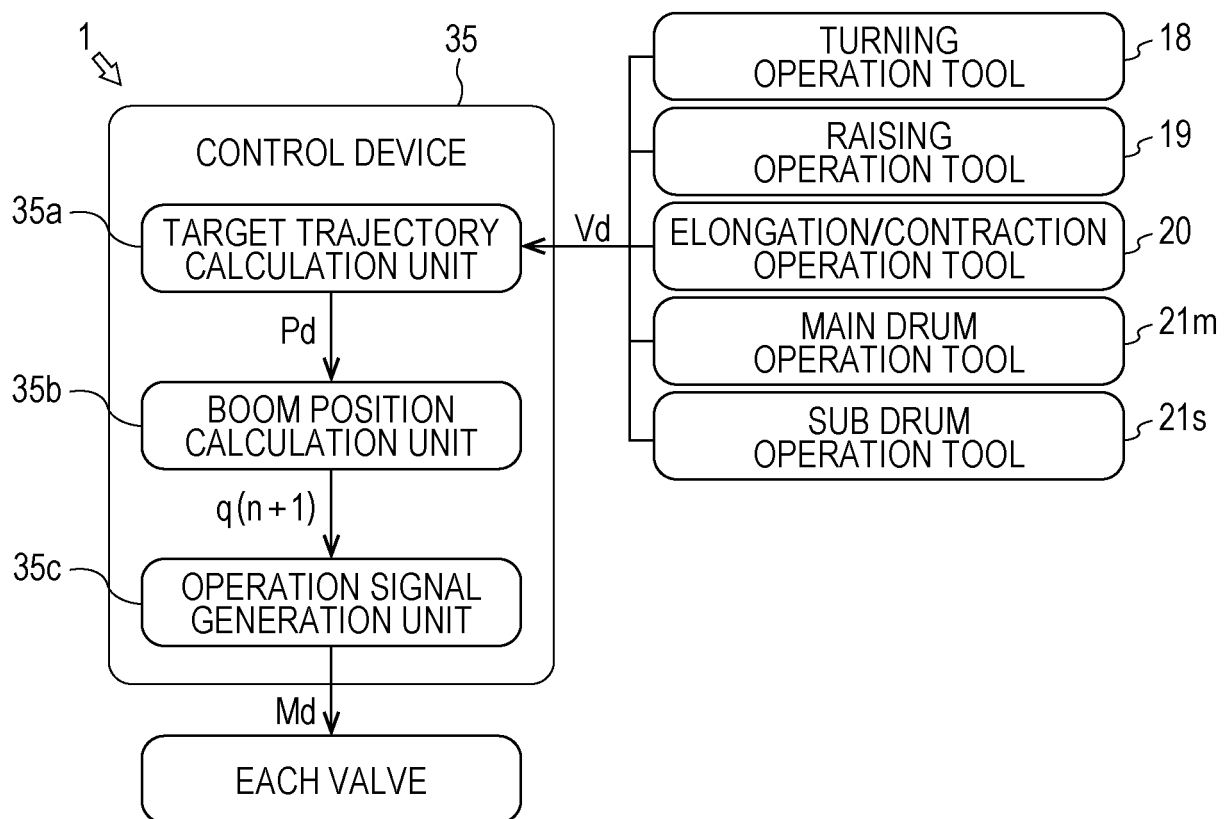 1
35
CONTROL DEVICE
35a
TARGET TRAJECTORY
CALCULATION UNIT
Pd
35b
BOOM POSITION
CALCULATION UNIT
q(n+1)
35c
OPERATION SIGNAL
GENERATION UNIT
Md
EACH VALVE
Vd
TURNING
OPERATION TOOL
18
RAISING
OPERATION TOOL
19
ELONGATION/CONTRACTION
OPERATION TOOL
20
MAIN DRUM
OPERATION TOOL
21m
SUB DRUM
OPERATION TOOL
21s